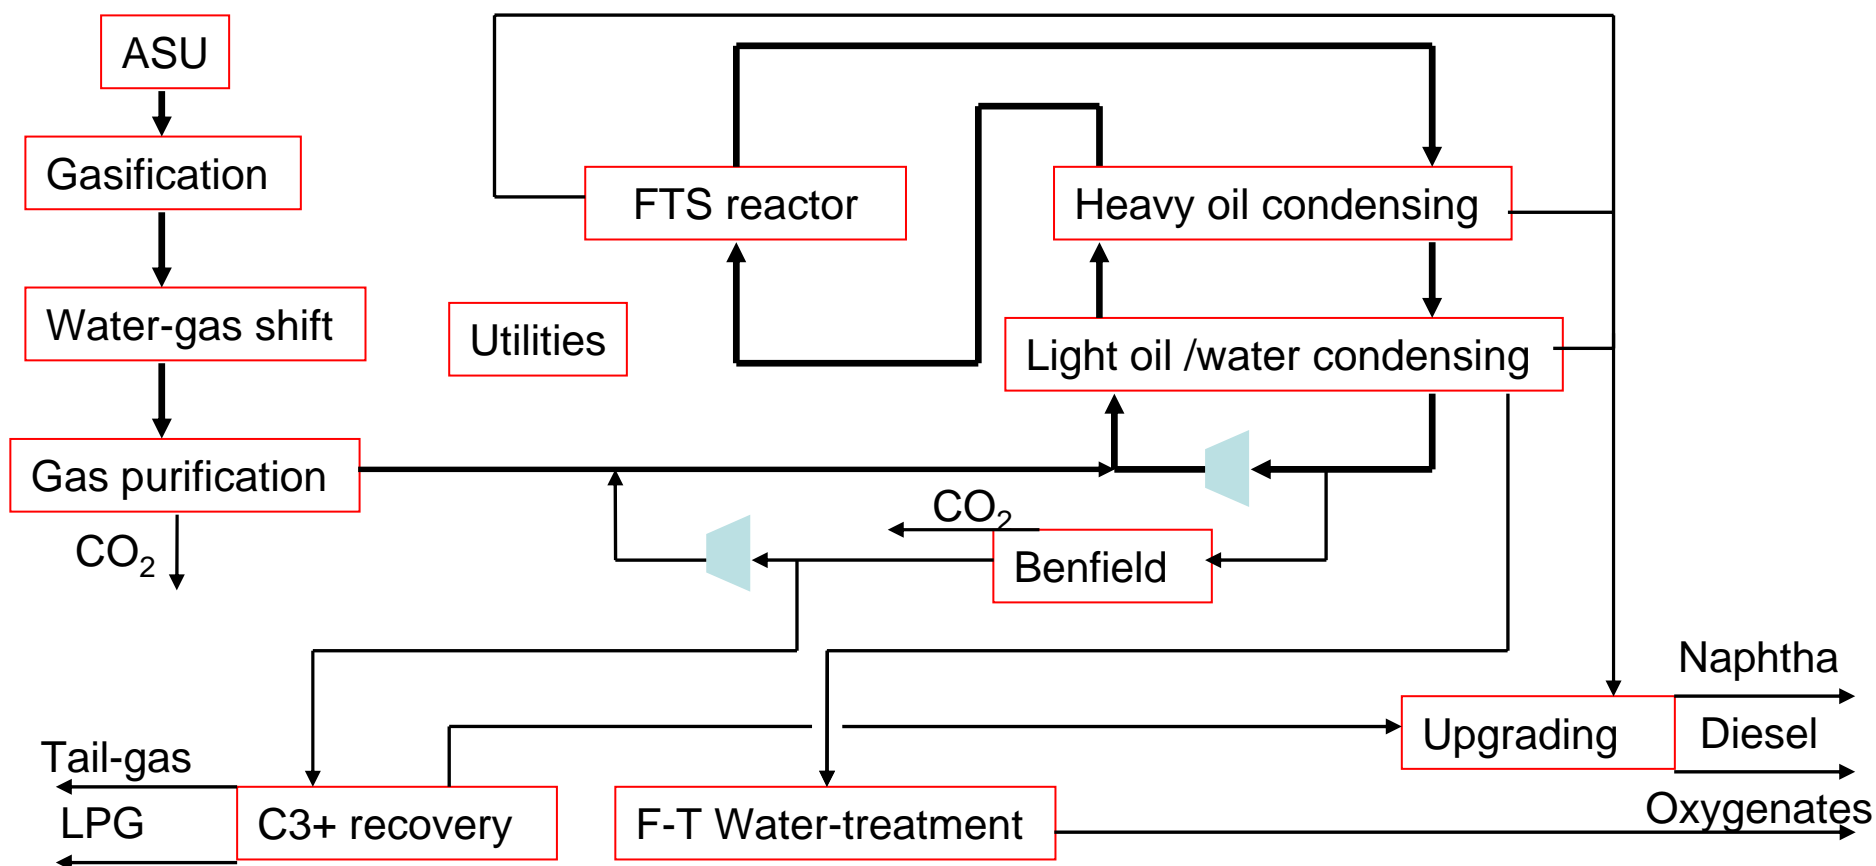 ASU
Gasification
FTS reactor
Heavy oil condensing
Water-gas shift
Utilities
Light oil /water condensing
Gas purification
CO₂
CO₂
Benfield
Naphtha
Upgrading
Diesel
Tail-gas
LPG
C3+ recovery
F-T Water-treatment
Oxygenates